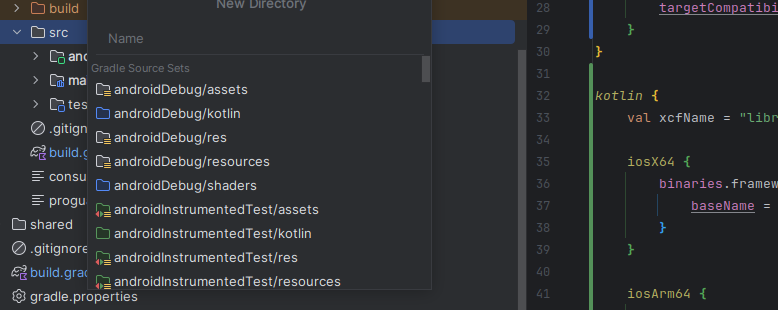 build
src
an
ma
tes
.gitign
build.g
consu
progu
shared
.gitignore
build.grad
gradle.properties
New Directory
Name
Gradle Source Sets
androidDebug/assets
androidDebug/kotlin
androidDebug/res
androidDebug/resources
androidDebug/shaders
androidInstrumentedTest/assets
androidInstrumentedTest/kotlin
androidInstrumentedTest/res
androidInstrumentedTest/resources
28 targetCompatibi
29 }
30 }
31
32 kotlin {
33 val xcfName = "libr
34
35 iosX64 {
36 binaries.framew
37 baseName =
38 }
39 }
40
41 iosArm64 {